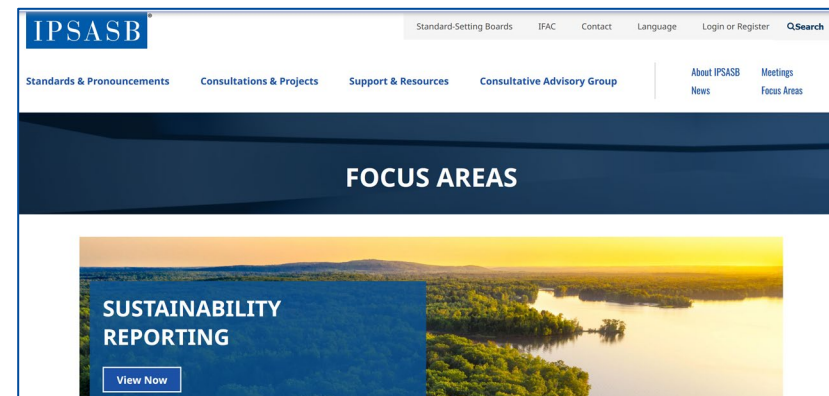 IPSASB®
Standard-Setting Boards IFAC Contact Language Login or Register Search
Standards & Pronouncements Consultations & Projects Support & Resources Consultative Advisory Group
About IPSASB Meetings
News Focus Areas
FOCUS AREAS
SUSTAINABILITY
REPORTING
View Now